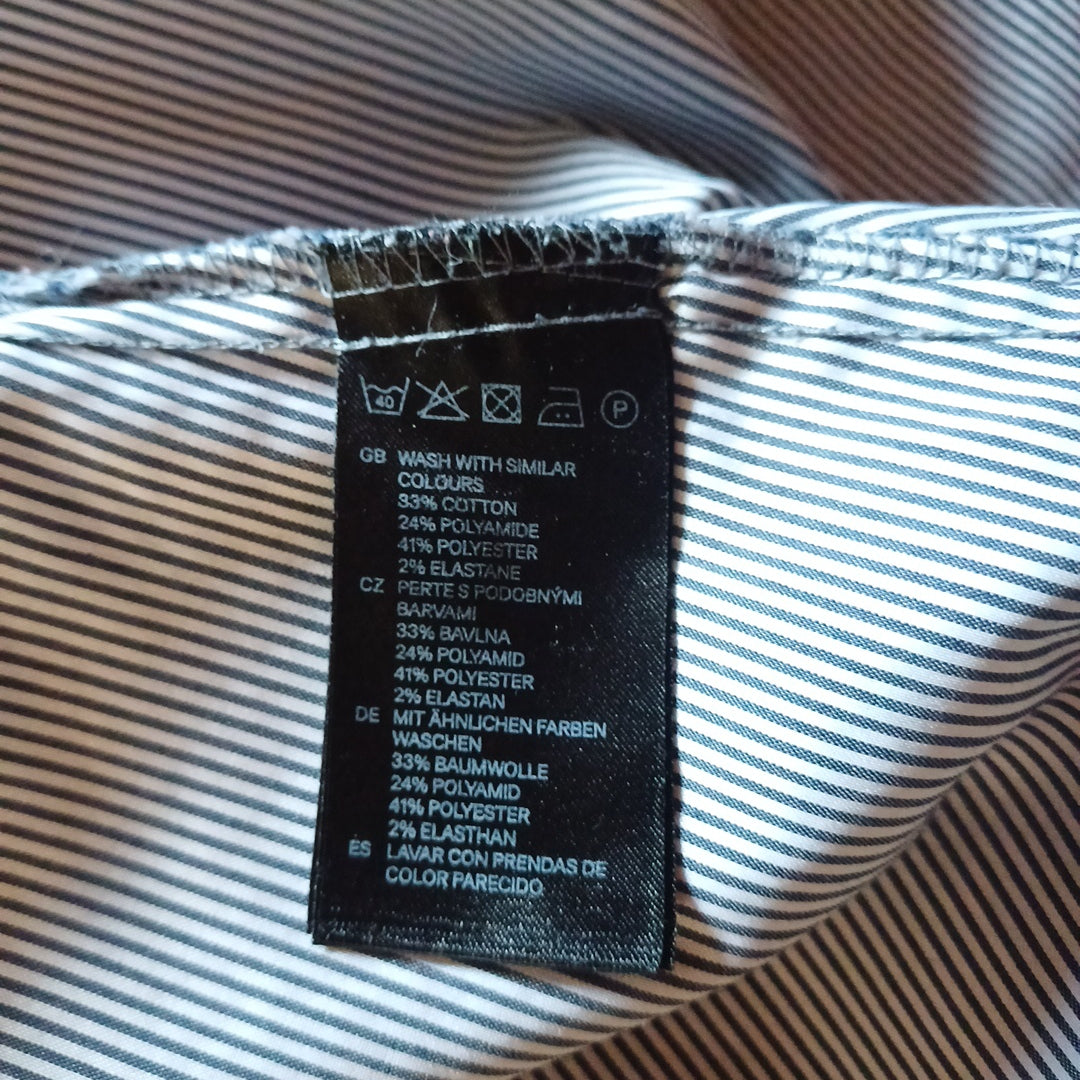 40 P
GB WASH WITH SIMILAR
COLOURS
33% COTTON
24% POLYAMIDE
41% POLYESTER
2% ELASTANE
CZ PERTE S PODOBNÝMI
BARVAMI
33% BAVLNA
24% POLYAMID
41% POLYESTER
2% ELASTAN
DE MIT ÄHNLICHEN FARBEN
WASCHEN
33% BAUMWOLLE
24% POLYAMID
41% POLYESTER
2% ELASTHAN
ES LAVAR CON PRENDAS DE
COLOR PARECIDO